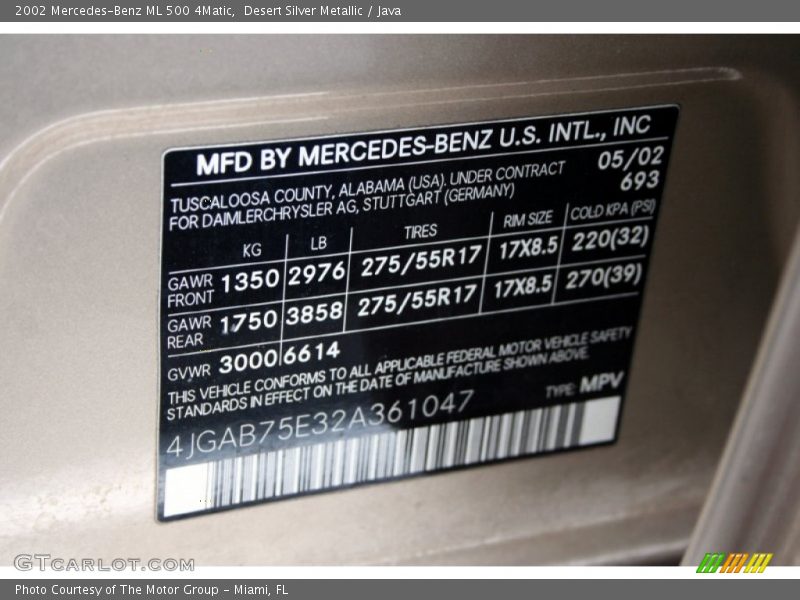 2002 Mercedes-Benz ML 500 4Matic,  Desert Silver Metallic / Java
MFD BY MERCEDES-BENZ U.S. INTL., INC
TUSCALOOSA COUNTY, ALABAMA (USA). UNDER CONTRACT 05/02
FOR DAIMLERCHRYSLER AG, STUTTGART (GERMANY) 693
KG LB TIRES RIM SIZE COLD KPA (PSI)
GAWR FRONT 1350 2976 275/55R17 17X8.5 220(32)
GAWR REAR 1750 3858 275/55R17 17X8.5 270(39)
GVWR 3000 6614
THIS VEHICLE CONFORMS TO ALL APPLICABLE FEDERAL MOTOR VEHICLE SAFETY
STANDARDS IN EFFECT ON THE DATE OF MANUFACTURE SHOWN ABOVE.
4JGAB75E32A361047 TYPE: MPV
GTCARLOT.COM
Photo Courtesy of The Motor Group - Miami, FL